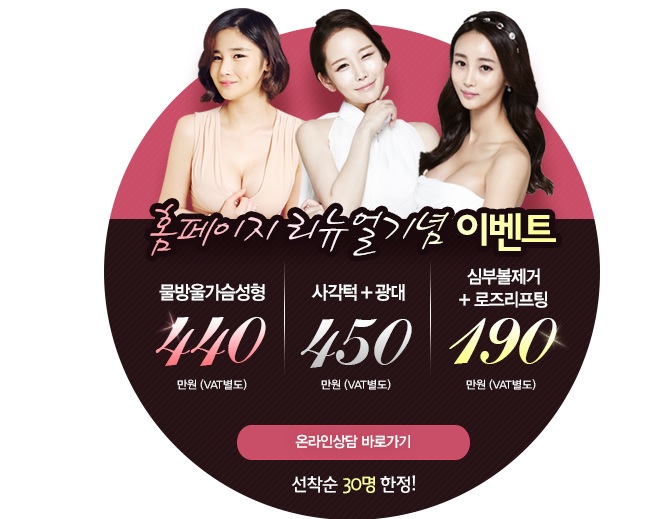 홈페이지 리뉴얼기념 이벤트
물방울가슴성형
440
만원 (VAT별도)
사각턱 + 광대
450
만원 (VAT별도)
심부볼제거
+ 로즈리프팅
190
만원 (VAT별도)
온라인상담 바로가기
선착순 30명 한정!